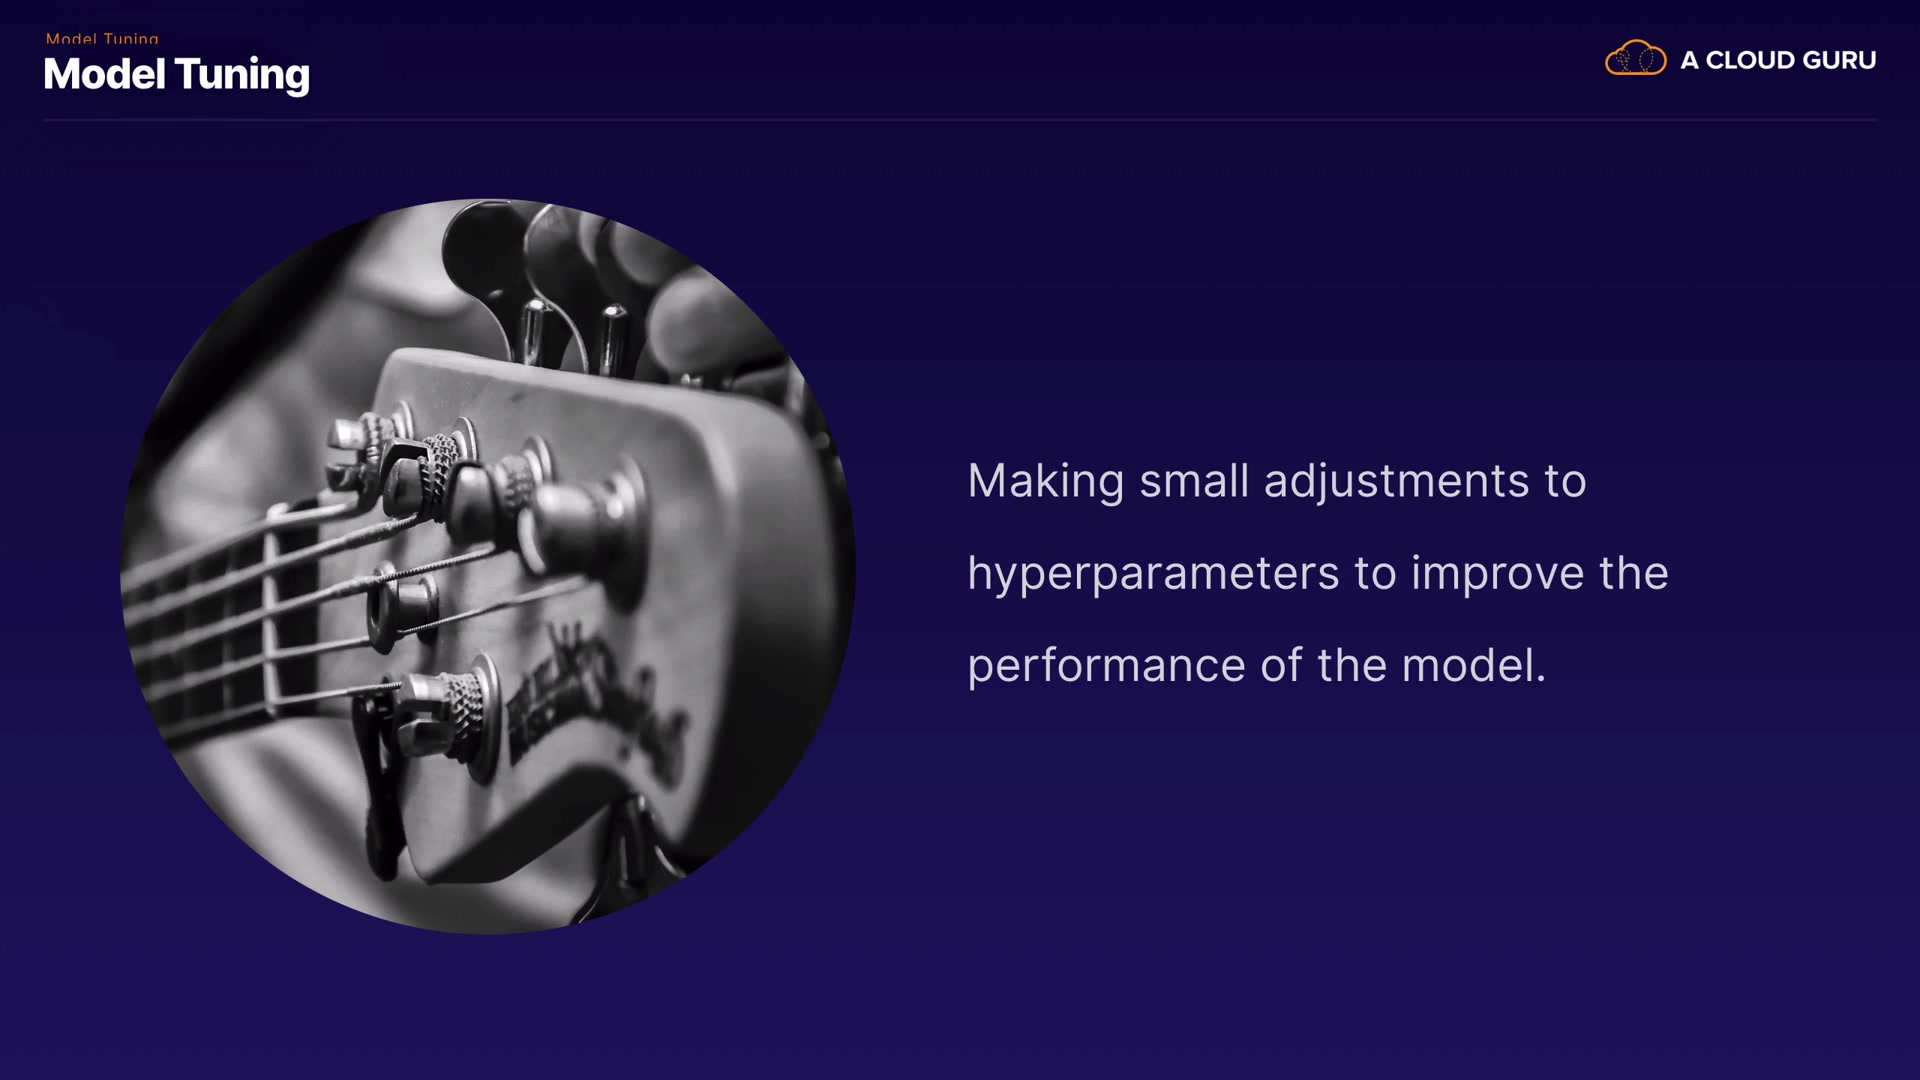 Model Tuning
Model Tuning
A CLOUD GURU
Making small adjustments to
hyperparameters to improve the
performance of the model.